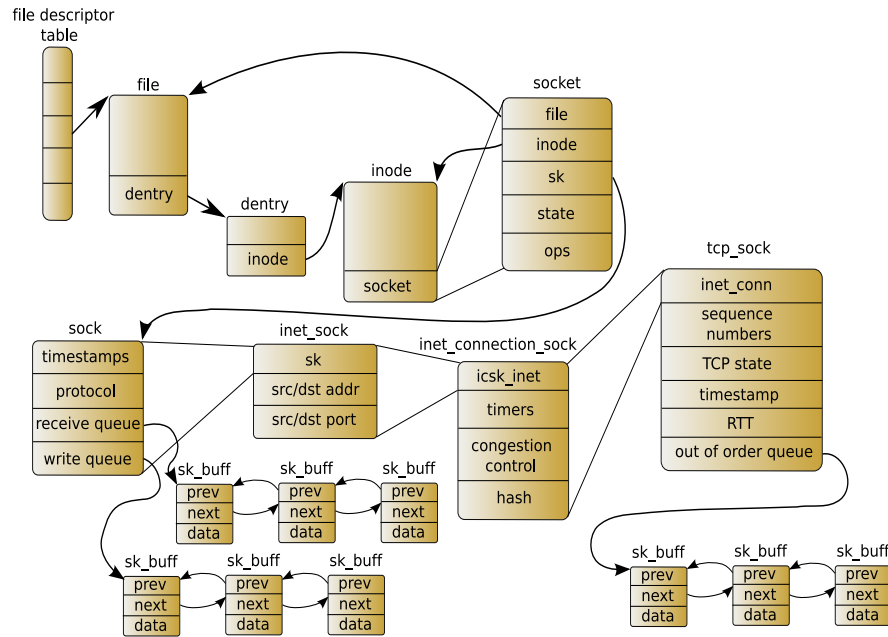 file descriptor
table
file
dentry
dentry
inode
inode
socket
socket
file
inode
sk
state
ops
tcp_sock
inet_conn
sequence
numbers
TCP state
timestamp
RTT
out of order queue
sock
timestamps
protocol
receive queue
write queue
inet_sock
sk
src/dst addr
src/dst port
inet_connection_sock
icsk_inet
timers
congestion
control
hash
sk_buff
prev
next
data
sk_buff
prev
next
data
sk_buff
prev
next
data
sk_buff
prev
next
data
sk_buff
prev
next
data
sk_buff
prev
next
data
sk_buff
prev
next
data
sk_buff
prev
next
data
sk_buff
prev
next
data